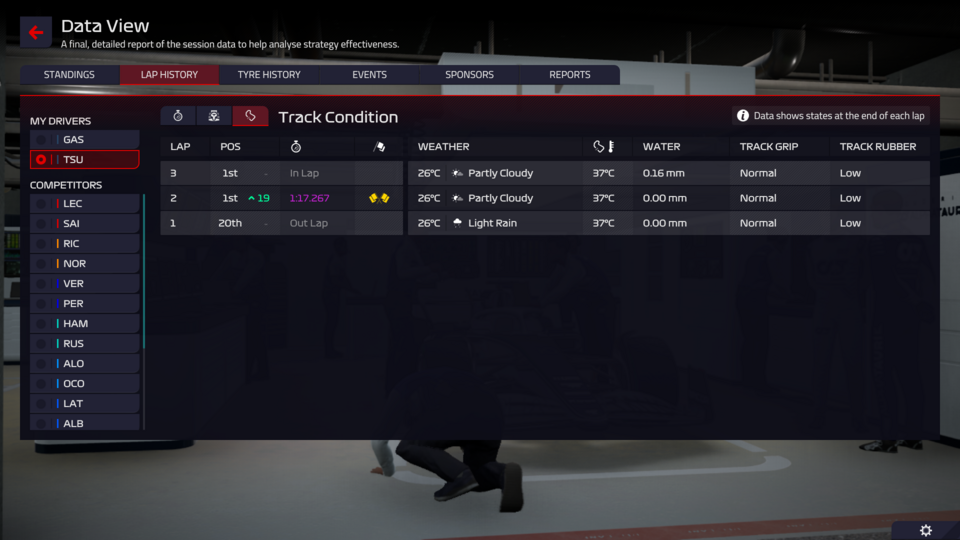 Data View
A final, detailed report of the session data to help analyse strategy effectiveness.
STANDINGS LAP HISTORY TYRE HISTORY EVENTS SPONSORS REPORTS
MY DRIVERS
GAS
TSU
COMPETITORS
LEC
SAI
RIC
NOR
VER
PER
HAM
RUS
ALO
OCO
LAT
ALB
Track Condition
Data shows states at the end of each lap
LAP POS WEATHER WATER TRACK GRIP TRACK RUBBER
3 1st - In Lap 26°C Partly Cloudy 37°C 0.16 mm Normal Low
2 1st 19 1:17.267 26°C Partly Cloudy 37°C 0.00 mm Normal Low
1 20th - Out Lap 26°C Light Rain 37°C 0.00 mm Normal Low